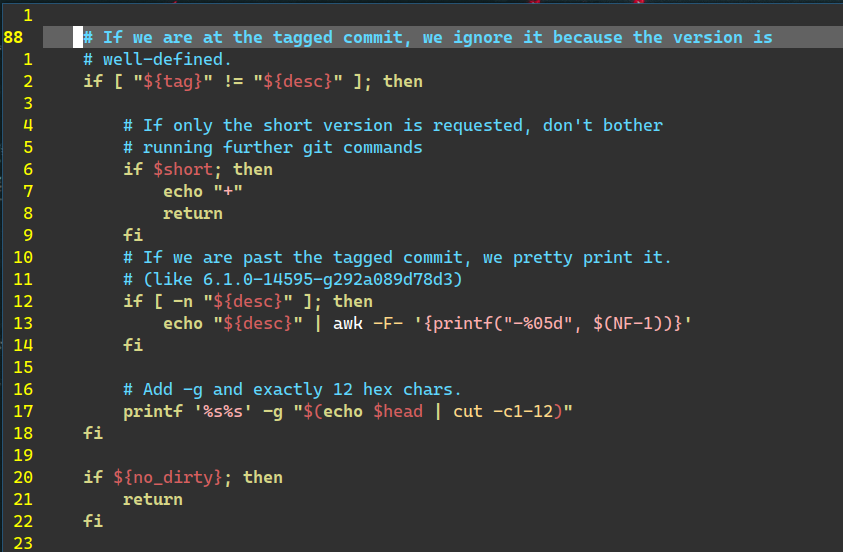 1
88 # If we are at the tagged commit, we ignore it because the version is
1 # well-defined.
2 if [ "${tag}" != "${desc}" ]; then
3
4 # If only the short version is requested, don't bother
5 # running further git commands
6 if $short; then
7 echo "+"
8 return
9 fi
10 # If we are past the tagged commit, we pretty print it.
11 # (like 6.1.0-14595-g292a089d78d3)
12 if [ -n "${desc}" ]; then
13 echo "${desc}" | awk -F- '{printf("-%05d", $(NF-1))}'
14 fi
15
16 # Add -g and exactly 12 hex chars.
17 printf '%s%s' -g "$(echo $head | cut -c1-12)"
18 fi
19
20 if ${no_dirty}; then
21 return
22 fi
23